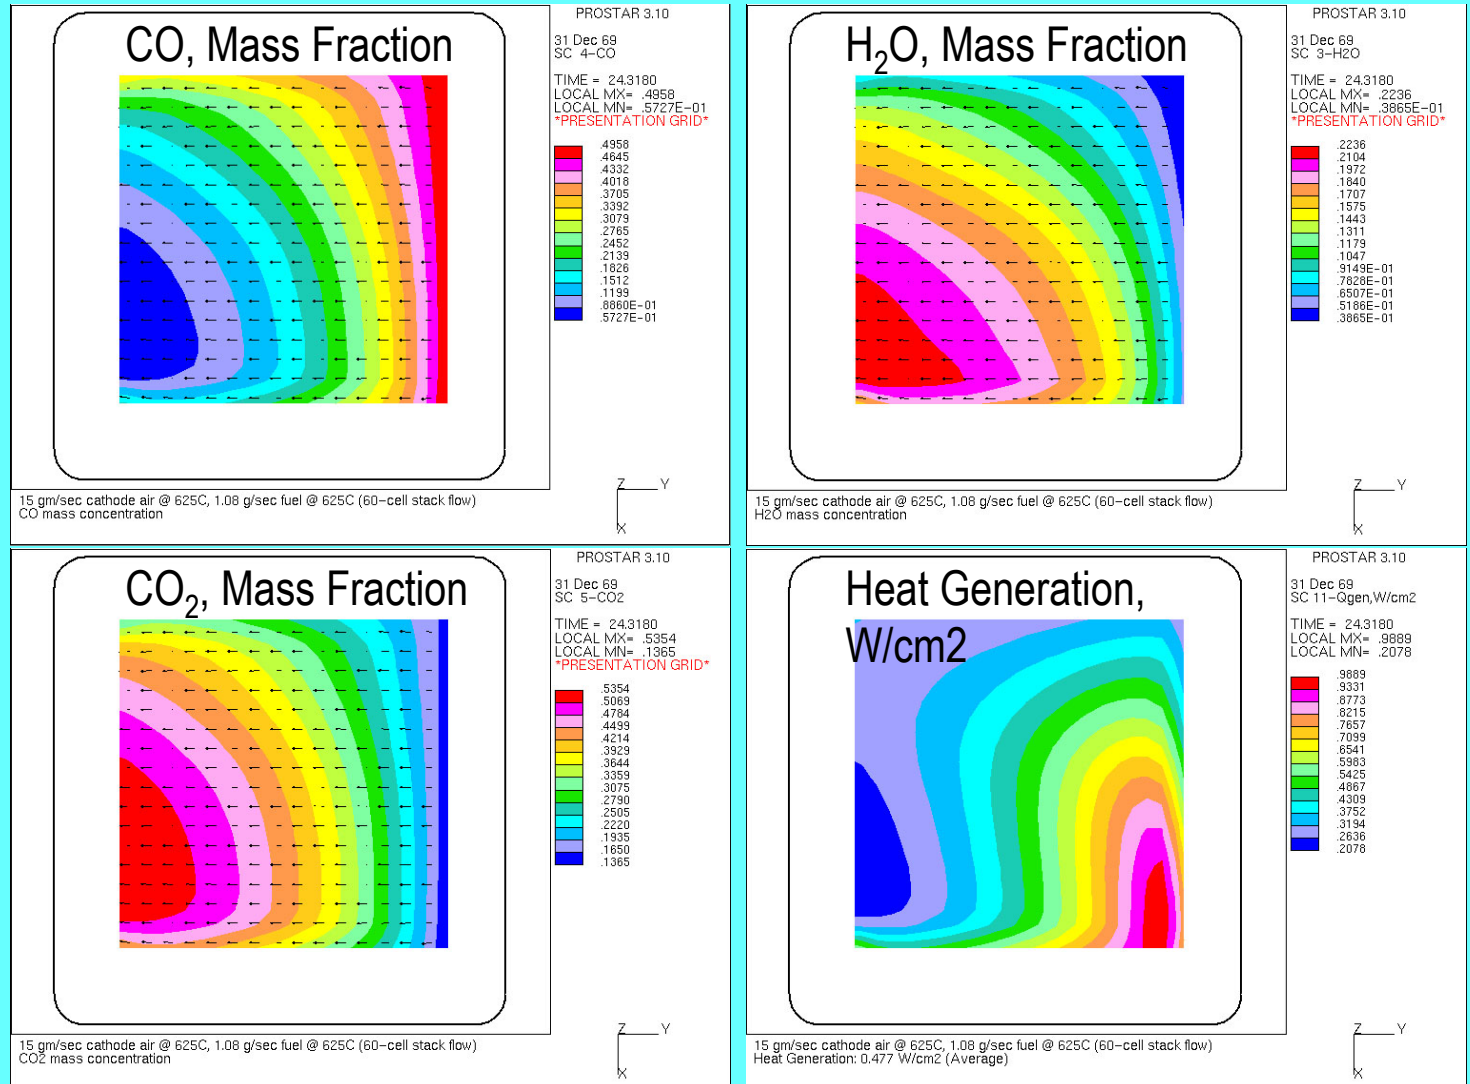 CO, Mass Fraction
PROSTAR 3.10
31 Dec 69
SC 4-CO
TIME = 24.3180
LOCAL MX= .4958
LOCAL MN= .5727E-01
*PRESENTATION GRID*
.4958
.4645
.4332
.4018
.3705
.3392
.3079
.2765
.2452
.2139
.1826
.1512
.1199
.8860E-01
.5727E-01
Z
Y
X
15 gm/sec cathode air @ 625C, 1.08 g/sec fuel @ 625C (60-cell stack flow)
CO mass concentration
H2O, Mass Fraction
PROSTAR 3.10
31 Dec 69
SC 3-H2O
TIME = 24.3180
LOCAL MX= .2236
LOCAL MN= .3865E-01
*PRESENTATION GRID*
.2236
.2104
.1972
.1840
.1707
.1575
.1443
.1311
.1179
.1047
.9149E-01
.7828E-01
.6507E-01
.5186E-01
.3865E-01
Z
Y
X
15 gm/sec cathode air @ 625C, 1.08 g/sec fuel @ 625C (60-cell stack flow)
H2O mass concentration
CO2, Mass Fraction
PROSTAR 3.10
31 Dec 69
SC 5-CO2
TIME = 24.3180
LOCAL MX= .5354
LOCAL MN= .1365
*PRESENTATION GRID*
.5354
.5069
.4784
.4499
.4214
.3929
.3644
.3359
.3075
.2790
.2505
.2220
.1935
.1650
.1365
Z
Y
X
15 gm/sec cathode air @ 625C, 1.08 g/sec fuel @ 625C (60-cell stack flow)
CO2 mass concentration
Heat Generation,
W/cm2
PROSTAR 3.10
31 Dec 69
SC 11-Qgen,W/cm2
TIME = 24.3180
LOCAL MX= .9889
LOCAL MN= .2078
.9889
.9331
.8773
.8215
.7657
.7099
.6541
.5983
.5425
.4867
.4309
.3752
.3194
.2636
.2078
Z
Y
X
15 gm/sec cathode air @ 625C, 1.08 g/sec fuel @ 625C (60-cell stack flow)
Heat Generation: 0.477 W/cm2 (Average)